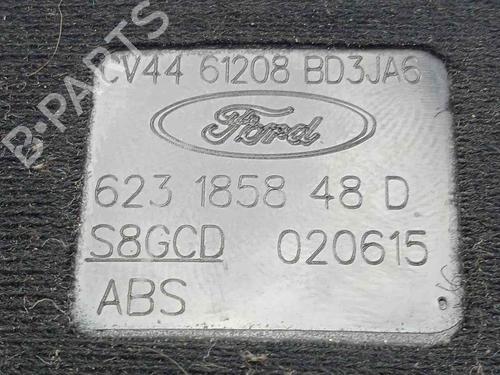 CV44 61208 BD3JA6
Ford
623 1858 48 D
S8GCD 020615
ABS
B-PARTS